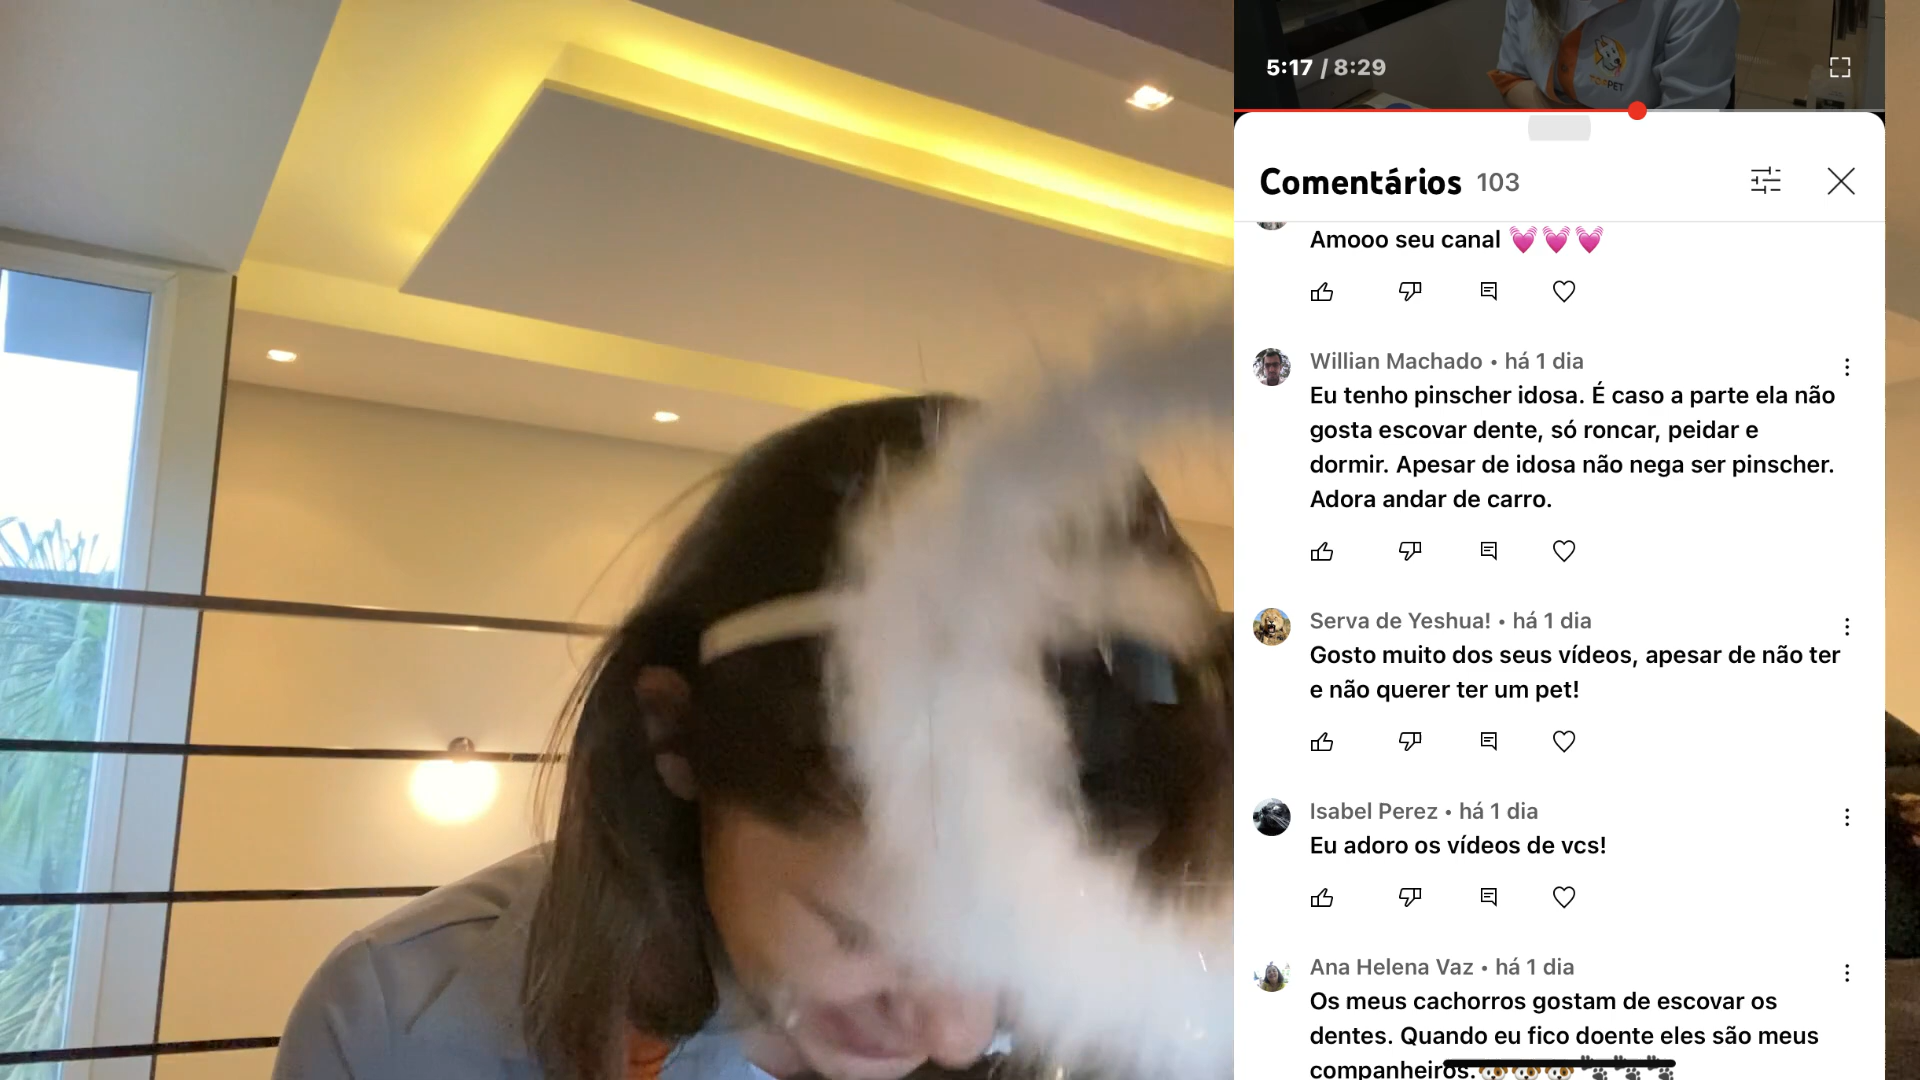 TOPPET
5:17 / 8:29
Comentários 103
Amooo seu canal 💓💓💓
Willian Machado • há 1 dia
Eu tenho pinscher idosa. É caso a parte ela não
gosta escovar dente, só roncar, peidar e
dormir. Apesar de idosa não nega ser pinscher.
Adora andar de carro.
Serva de Yeshua! • há 1 dia
Gosto muito dos seus vídeos, apesar de não ter
e não querer ter um pet!
Isabel Perez • há 1 dia
Eu adoro os vídeos de vcs!
Ana Helena Vaz • há 1 dia
Os meus cachorros gostam de escovar os
dentes. Quando eu fico doente eles são meus
companheiros.🐶🐶🐶🐾🐾🐾